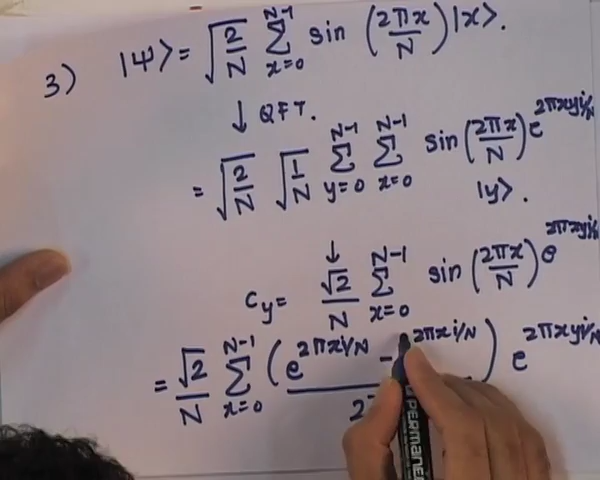 3) |Ψ> = √(2/N) Σ_{x=0}^{N-1} sin (2πx/N) |x>.
↓ QFT.
= √(2/N) √(1/N) Σ_{y=0}^{N-1} Σ_{x=0}^{N-1} sin (2πx/N) e^{2πxyi/N}
|y>.
↓
C_y = √2/N Σ_{x=0}^{N-1} sin (2πx/N) e^{2πxyi/N}
= √2/N Σ_{x=0}^{N-1} (e^{2πxi/N} - 2πxi/N) / 2 e^{2πxyi/N}
PERMANE